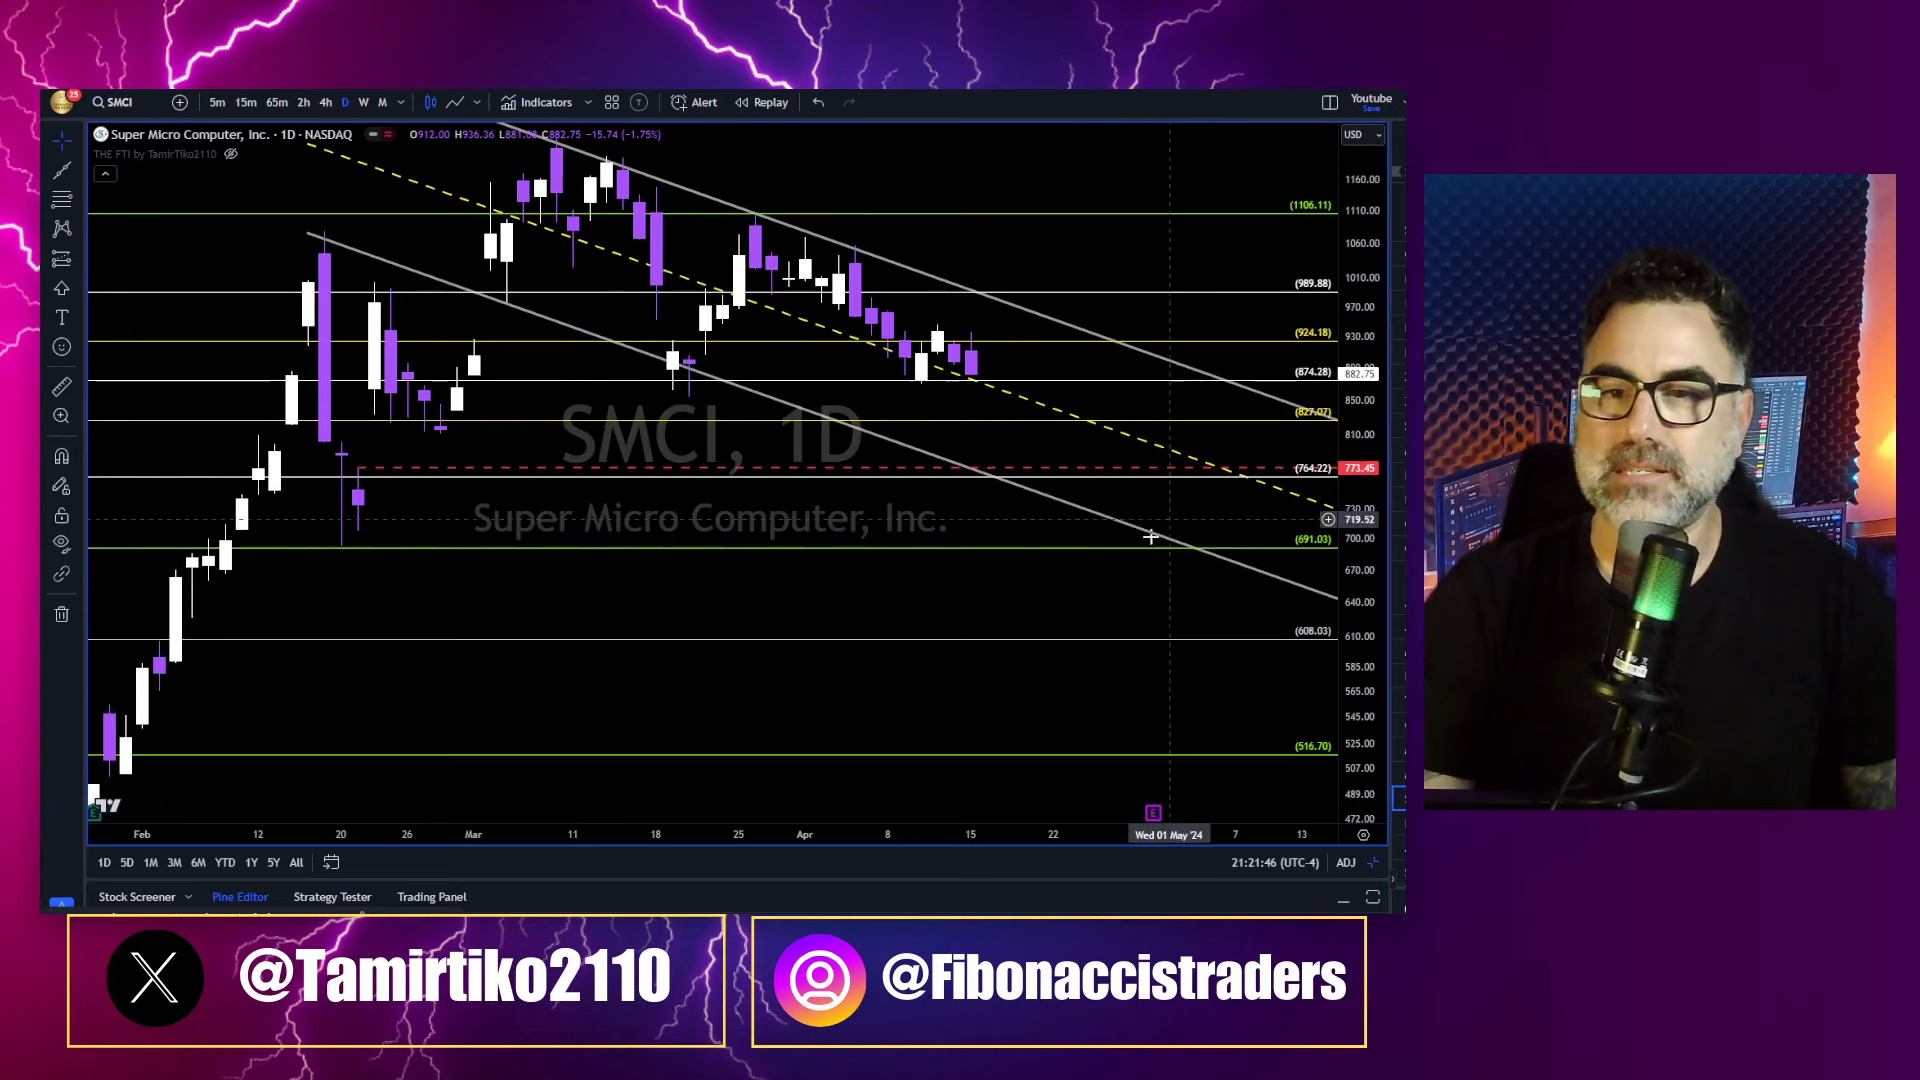 25
SMCI
5m 15m 65m 2h 4h D W M
Indicators
T
Alert
Replay
Youtube
Save
Super Micro Computer, Inc. · 1D · NASDAQ
O912.00 H936.36 C882.75 −15.74 (−1.75%)
THE FTI by TamirTiko2110
USD
1160.00
(1106.11)
1110.00
1060.00
(989.88)
1010.00
970.00
(924.18)
930.00
(874.28)
882.75
850.00
(827.07)
810.00
(764.22)
773.45
730.00
719.52
700.00
(691.03)
670.00
640.00
(608.03)
610.00
585.00
565.00
545.00
(516.70)
525.00
507.00
489.00
472.00
SMCI, 1D
Super Micro Computer, Inc.
E
E
Feb 12 20 26 Mar 11 18 25 Apr 8 15 22 Wed 01 May '24 7 13
1D 5D 1M 3M 6M YTD 1Y 5Y All
21:21:46 (UTC-4)
ADJ
Stock Screener
Pine Editor
Strategy Tester
Trading Panel
@Tamirtiko2110
@Fibonaccistraders